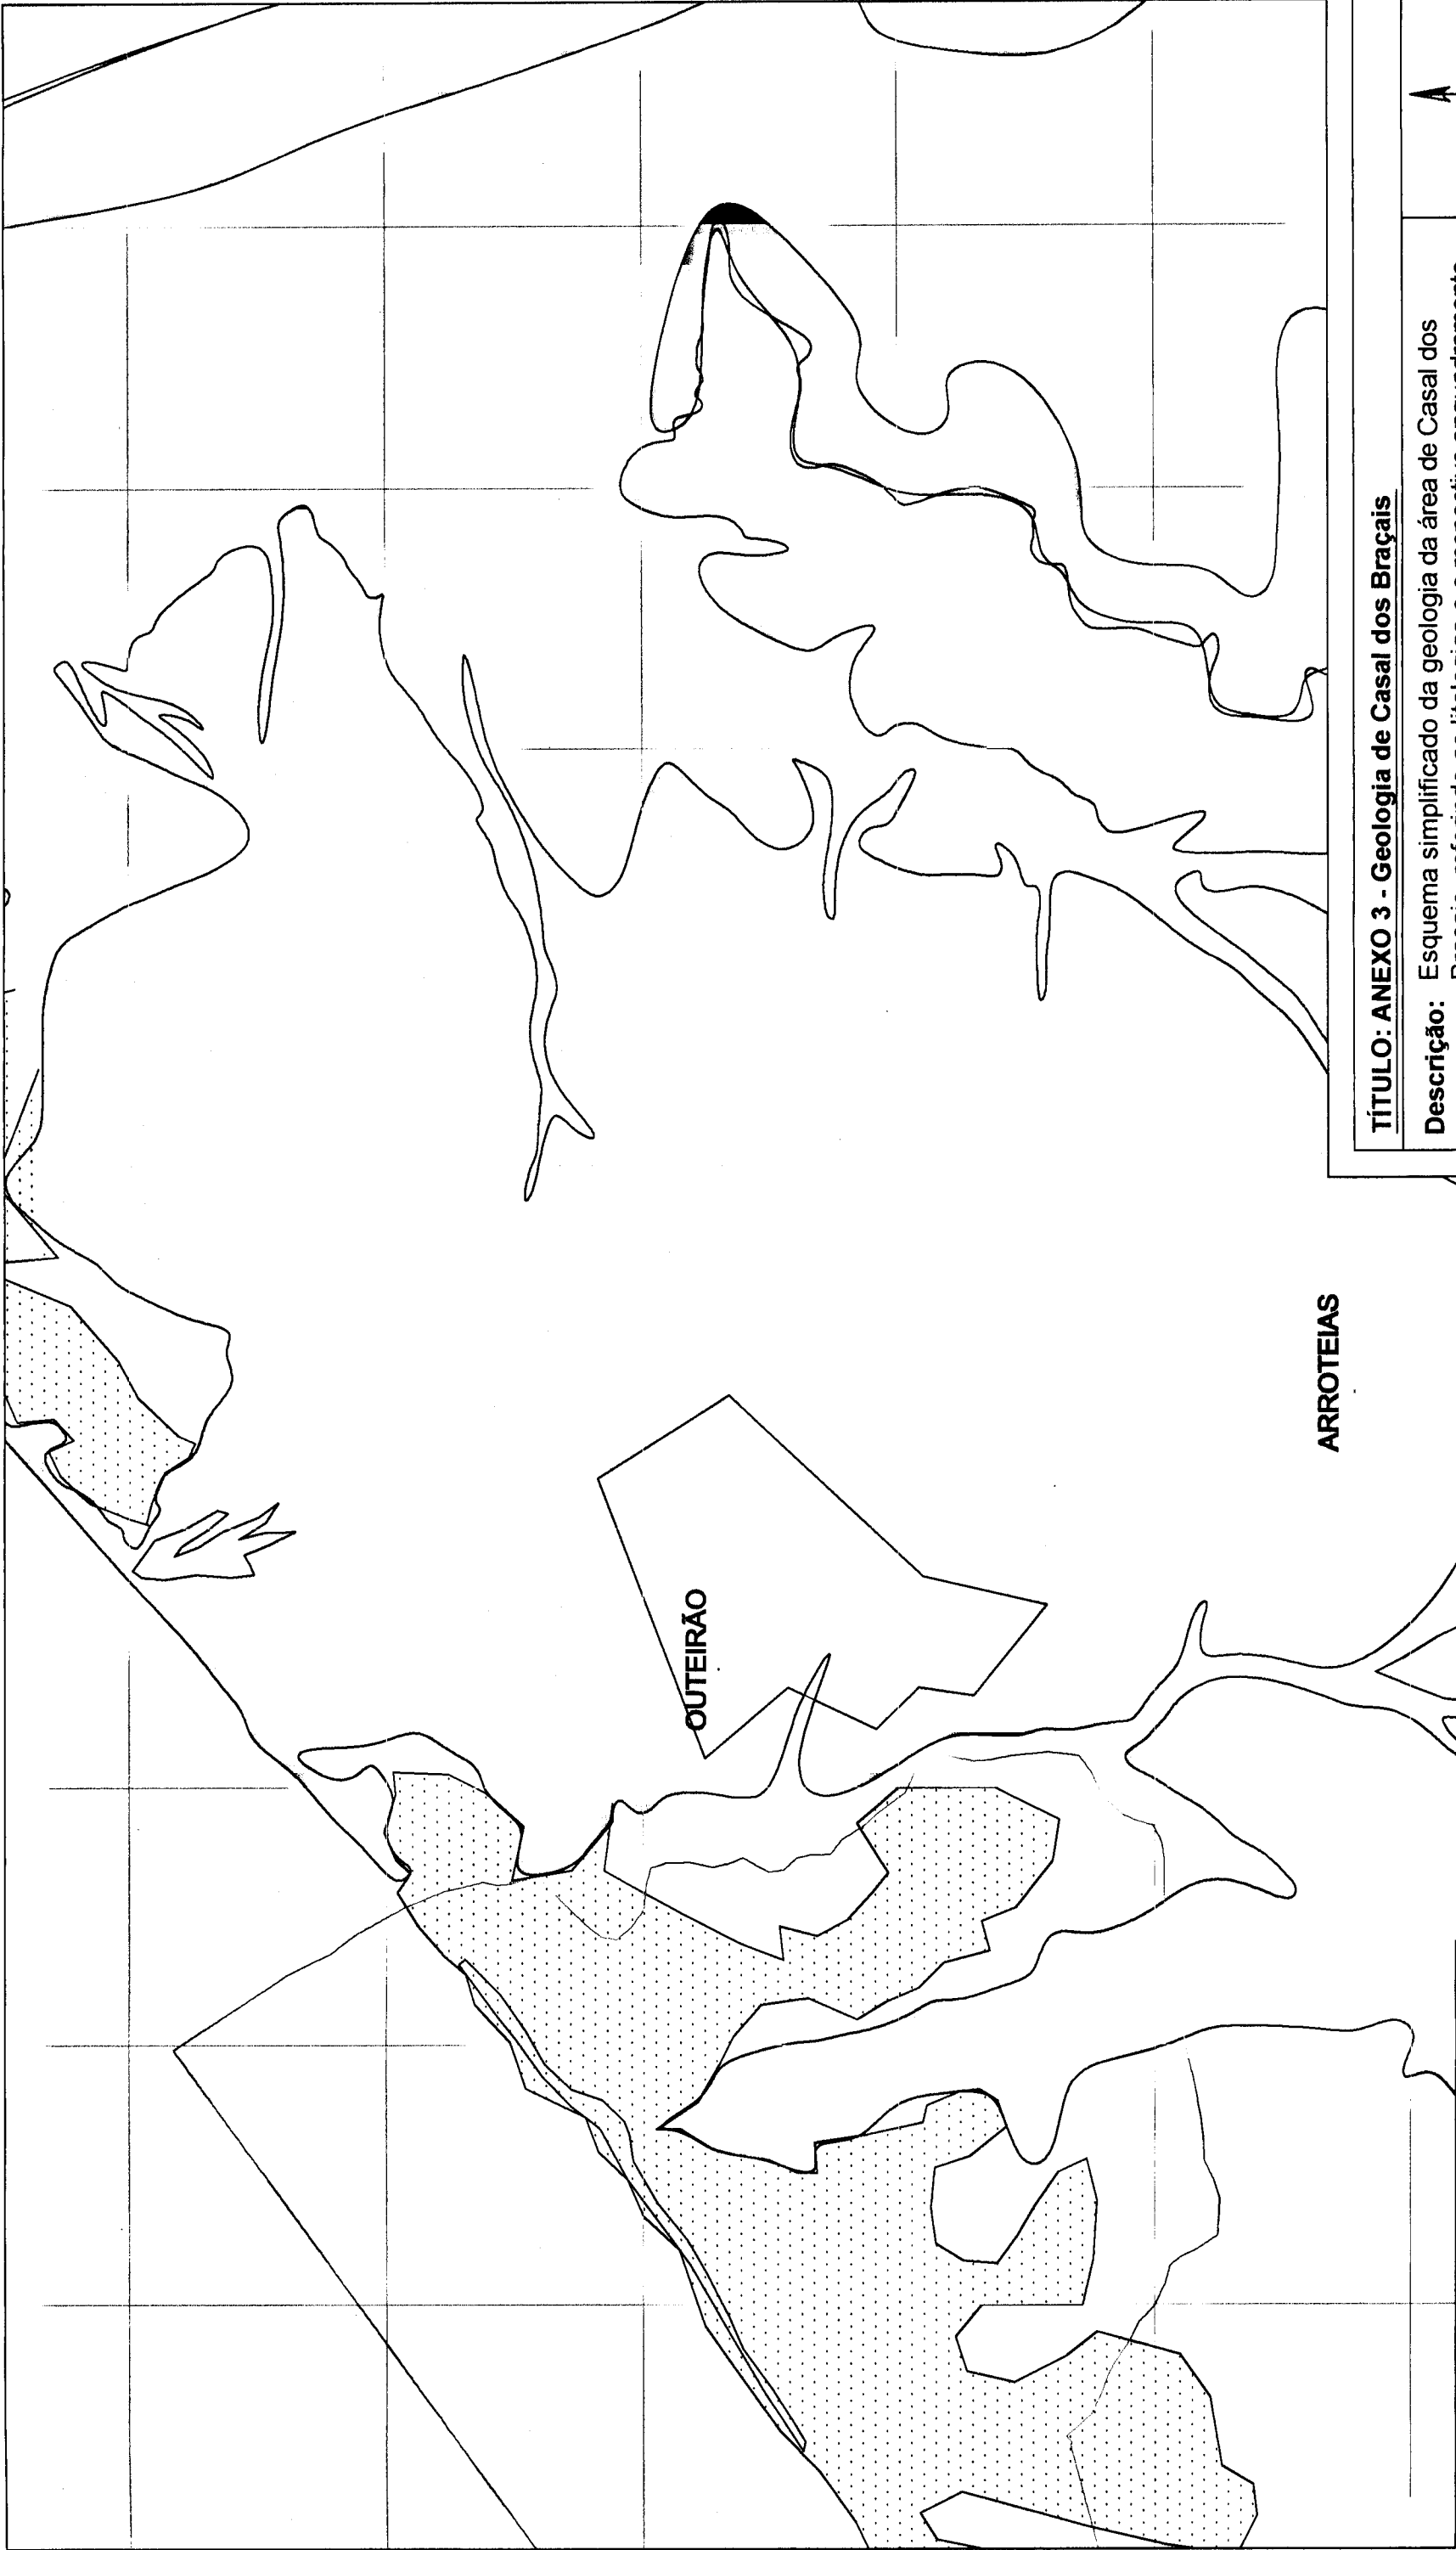 OUTEIRÃO
ARROTEIAS
TÍTULO: ANEXO 3 - Geologia de Casal dos Braçais
Descrição: Esquema simplificado da geologia da área de Casal dos